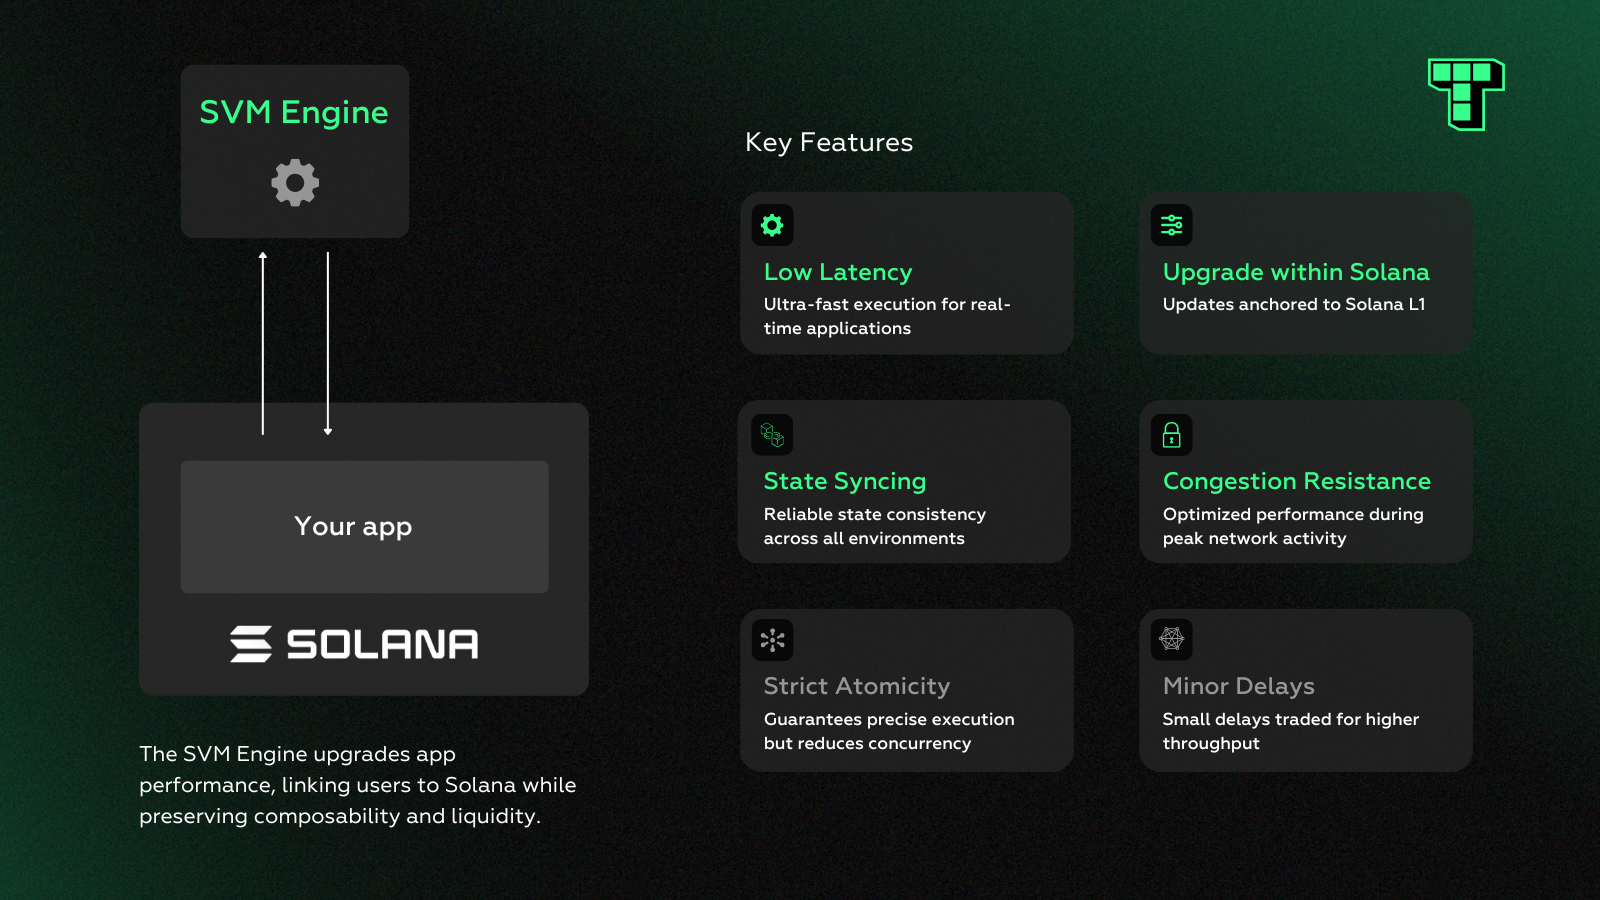 SVM Engine
Your app
SOLANA
The SVM Engine upgrades app
performance, linking users to Solana while
preserving composability and liquidity.
Key Features
Low Latency
Ultra-fast execution for real-
time applications
Upgrade within Solana
Updates anchored to Solana L1
State Syncing
Reliable state consistency
across all environments
Congestion Resistance
Optimized performance during
peak network activity
Strict Atomicity
Guarantees precise execution
but reduces concurrency
Minor Delays
Small delays traded for higher
throughput